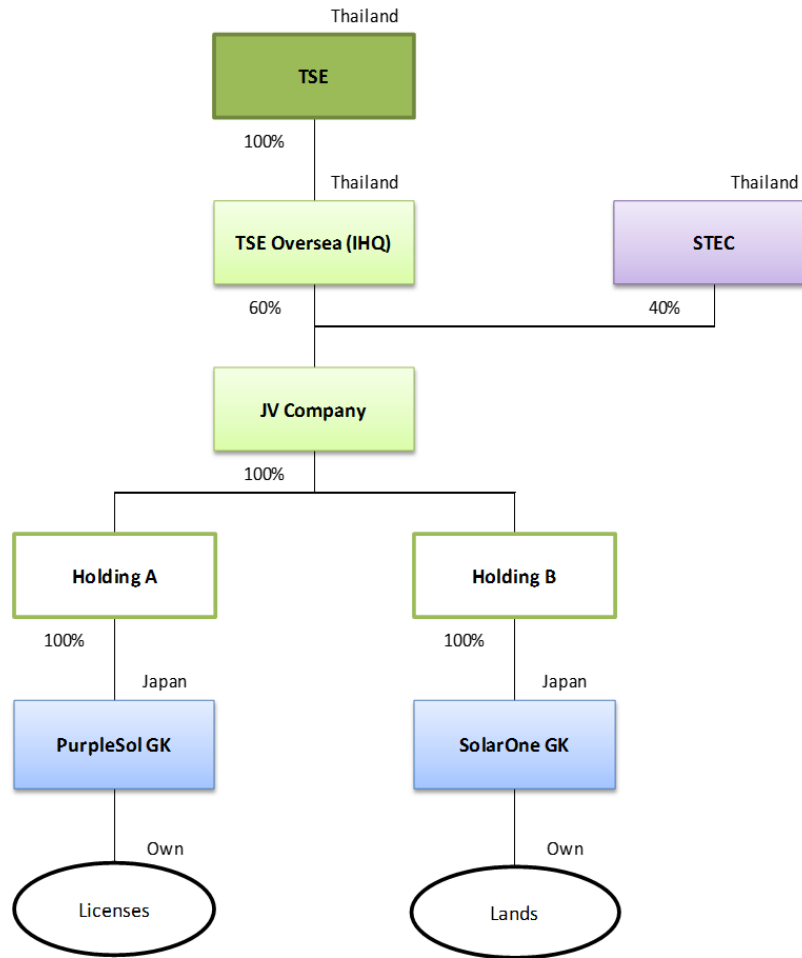 Thailand
TSE
100%
Thailand
Thailand
TSE Oversea (IHQ)
STEC
60%
40%
JV Company
100%
Holding A
Holding B
100%
100%
Japan
Japan
PurpleSol GK
SolarOne GK
Own
Own
Licenses
Lands